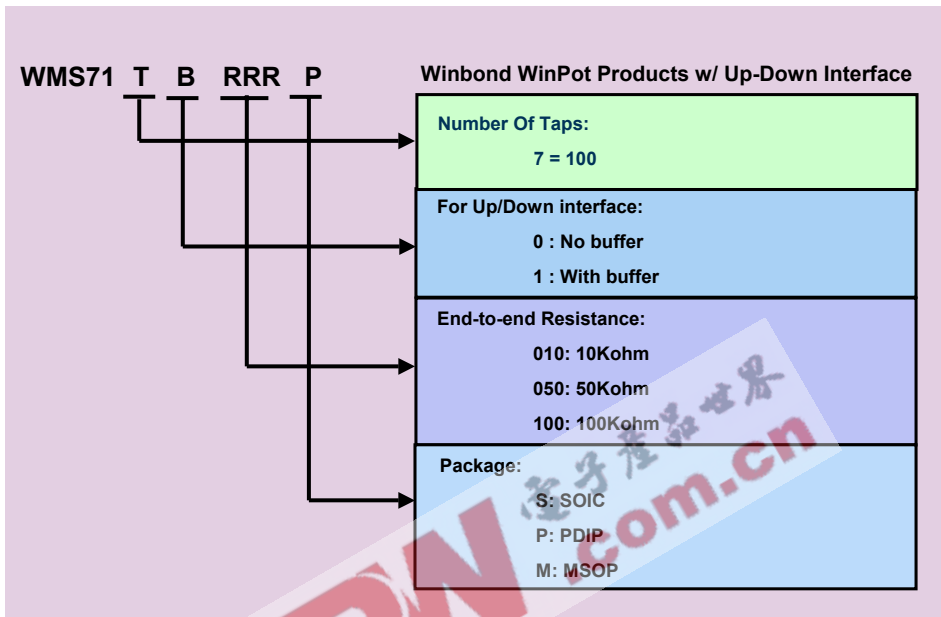 WMS71 T B RRR P
Winbond WinPot Products w/ Up-Down Interface
Number Of Taps:
7 = 100
For Up/Down interface:
0 : No buffer
1 : With buffer
End-to-end Resistance:
010: 10Kohm
050: 50Kohm
100: 100Kohm
Package:
S: SOIC
P: PDIP
M: MSOP
電子產品世界
.com.cn